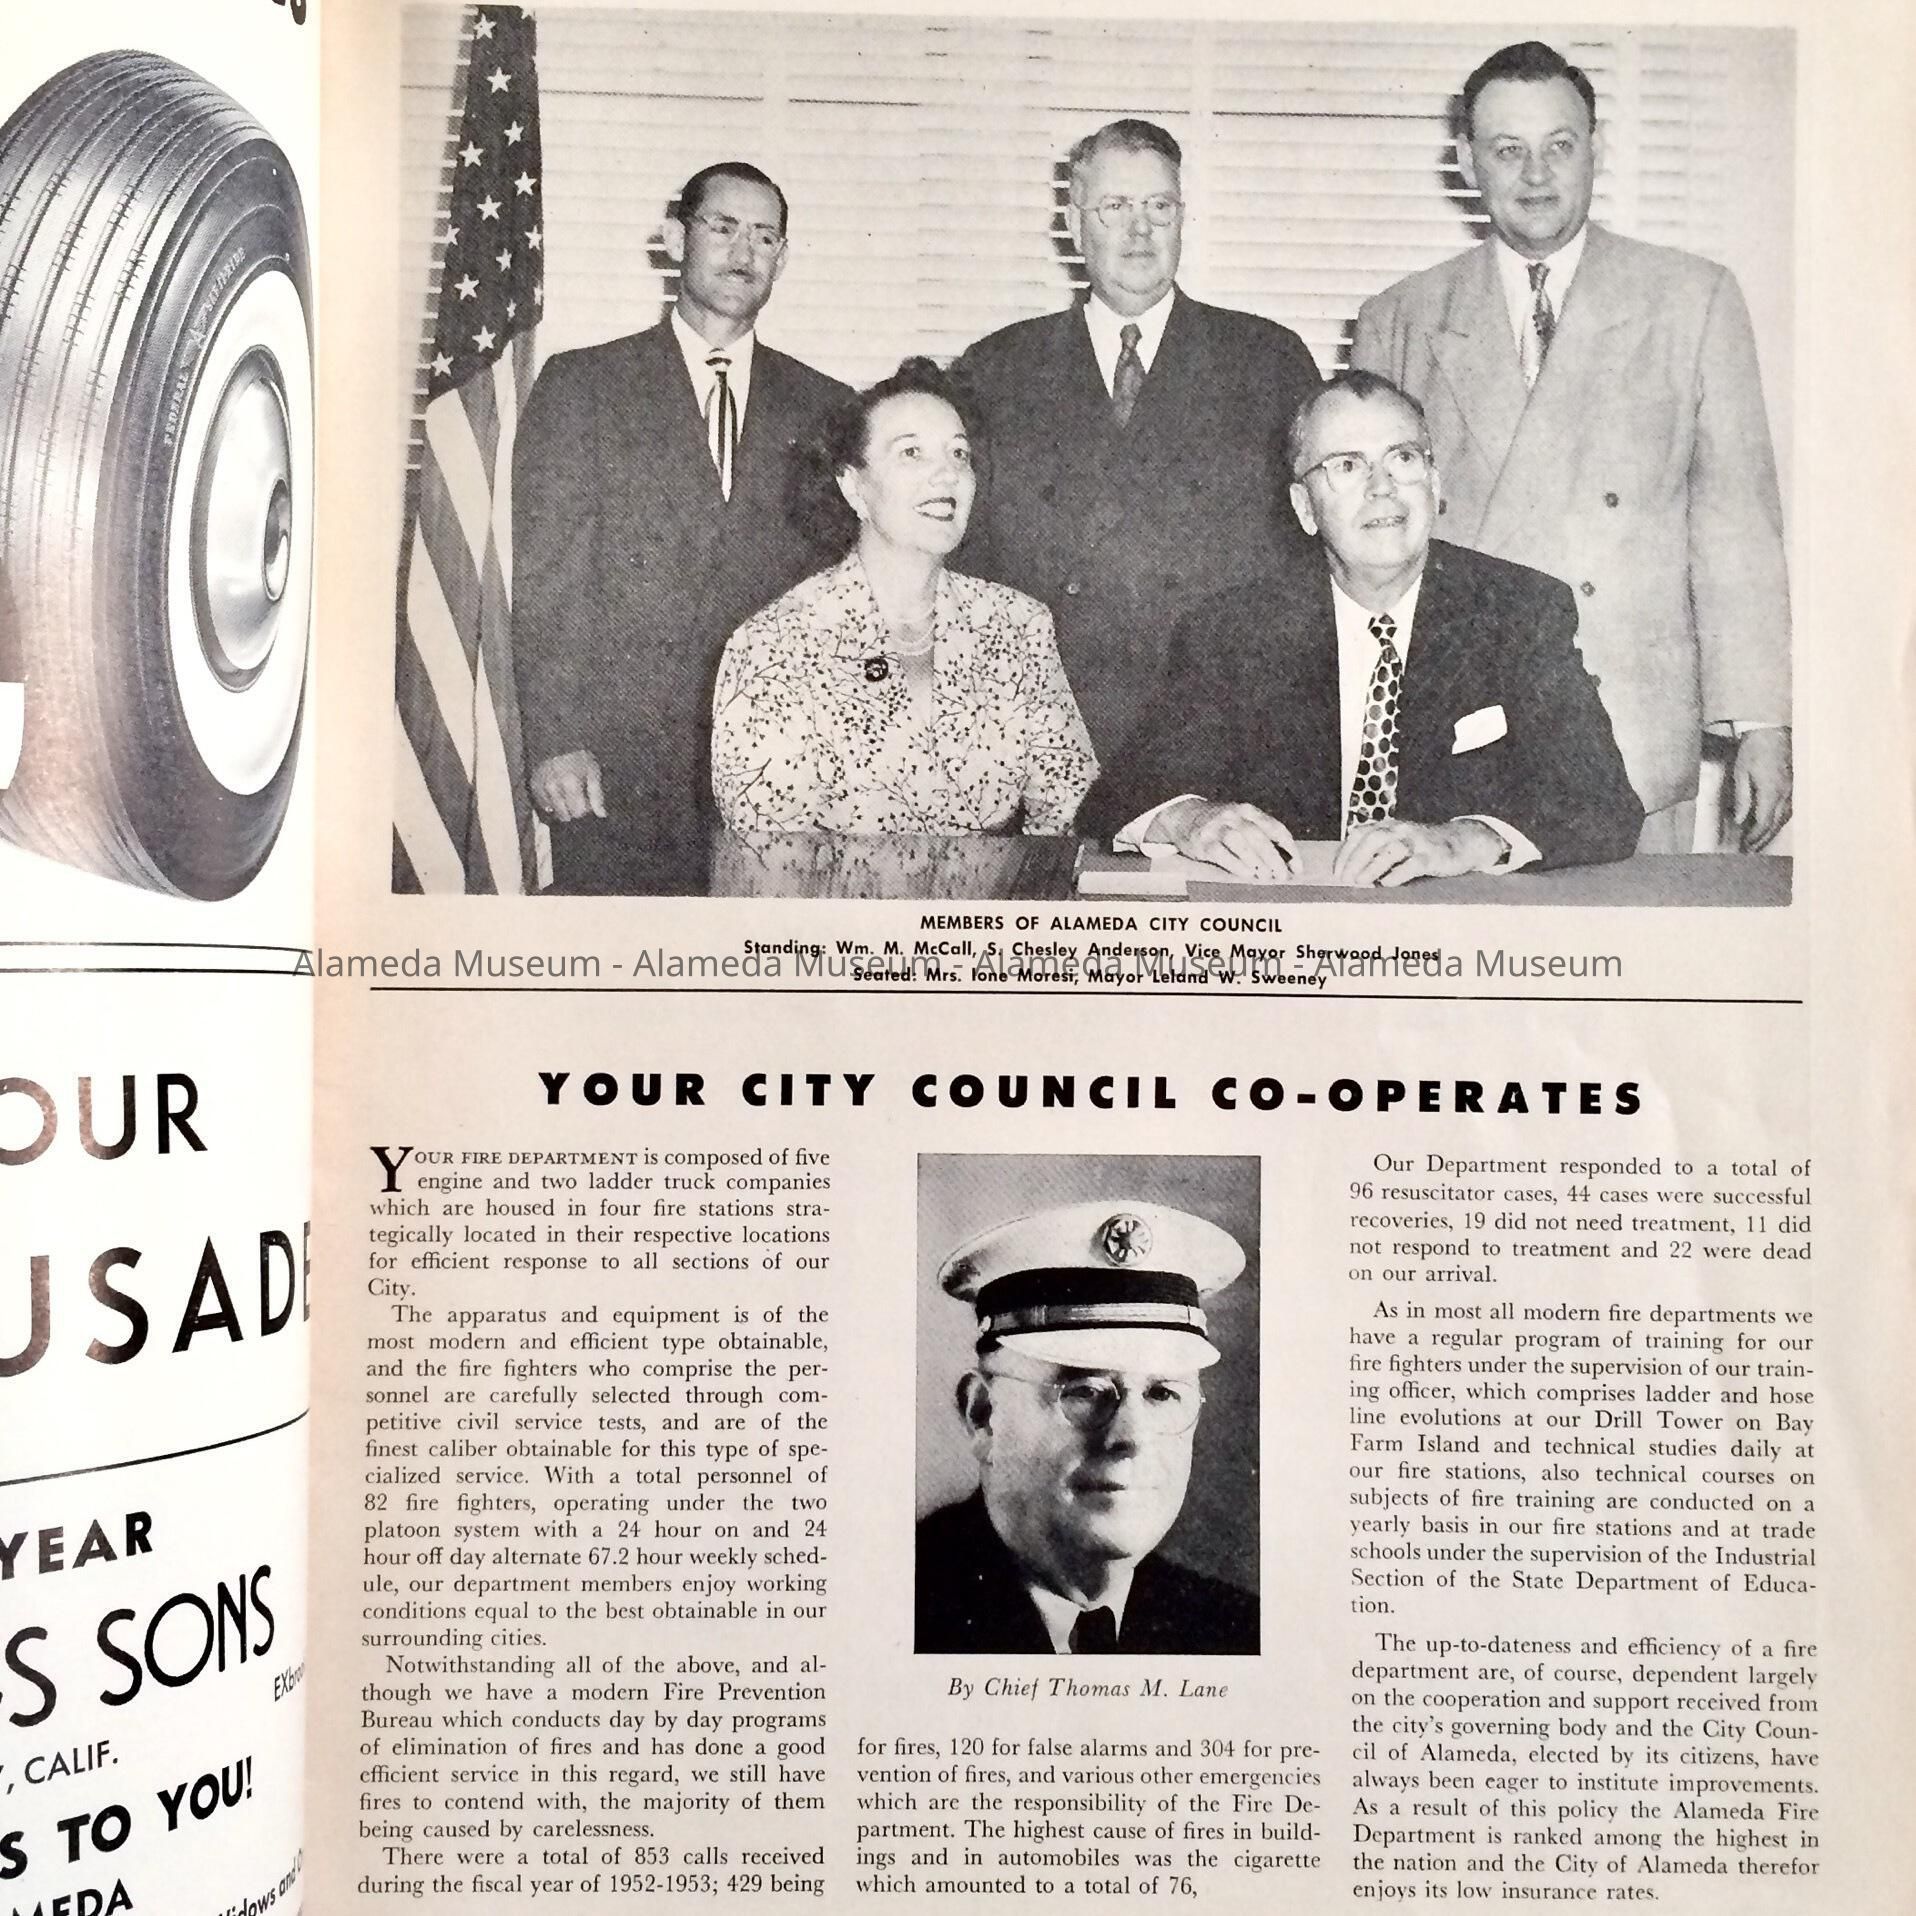 FEDERAL
OUR
USADE
YEAR
S SONS
, CALIF.
S TO YOU!
MEDA
MEMBERS OF ALAMEDA CITY COUNCIL
Standing: Wm. M. McCall, S. Chesley Anderson, Vice Mayor Sherwood Jones
Alameda Museum - Alameda Museum - Alameda Museum - Alameda Museum
Seated: Mrs. Ione Moresi, Mayor Leland W. Sweeney
YOUR CITY COUNCIL CO-OPERATES
YOUR FIRE DEPARTMENT is composed of five
engine and two ladder truck companies
which are housed in four fire stations stra-
tegically located in their respective locations
for efficient response to all sections of our
City.
The apparatus and equipment is of the
most modern and efficient type obtainable,
and the fire fighters who comprise the per-
sonnel are carefully selected through com-
petitive civil service tests, and are of the
finest caliber obtainable for this type of spe-
cialized service. With a total personnel of
82 fire fighters, operating under the two
platoon system with a 24 hour on and 24
hour off day alternate 67.2 hour weekly sched-
ule, our department members enjoy working
conditions equal to the best obtainable in our
surrounding cities.
Notwithstanding all of the above, and al-
though we have a modern Fire Prevention
Bureau which conducts day by day programs
of elimination of fires and has done a good
efficient service in this regard, we still have
fires to contend with, the majority of them
being caused by carelessness.
There were a total of 853 calls received
during the fiscal year of 1952-1953; 429 being
By Chief Thomas M. Lane
for fires, 120 for false alarms and 304 for pre-
vention of fires, and various other emergencies
which are the responsibility of the Fire De-
partment. The highest cause of fires in build-
ings and in automobiles was the cigarette
which amounted to a total of 76,
Our Department responded to a total of
96 resuscitator cases, 44 cases were successful
recoveries, 19 did not need treatment, 11 did
not respond to treatment and 22 were dead
on our arrival.
As in most all modern fire departments we
have a regular program of training for our
fire fighters under the supervision of our train-
ing officer, which comprises ladder and hose
line evolutions at our Drill Tower on Bay
Farm Island and technical studies daily at
our fire stations, also technical courses on
subjects of fire training are conducted on a
yearly basis in our fire stations and at trade
schools under the supervision of the Industrial
Section of the State Department of Educa-
tion.
The up-to-dateness and efficiency of a fire
department are, of course, dependent largely
on the cooperation and support received from
the city's governing body and the City Coun-
cil of Alameda, elected by its citizens, have
always been eager to institute improvements.
As a result of this policy the Alameda Fire
Department is ranked among the highest in
the nation and the City of Alameda therefor
enjoys its low insurance rates.